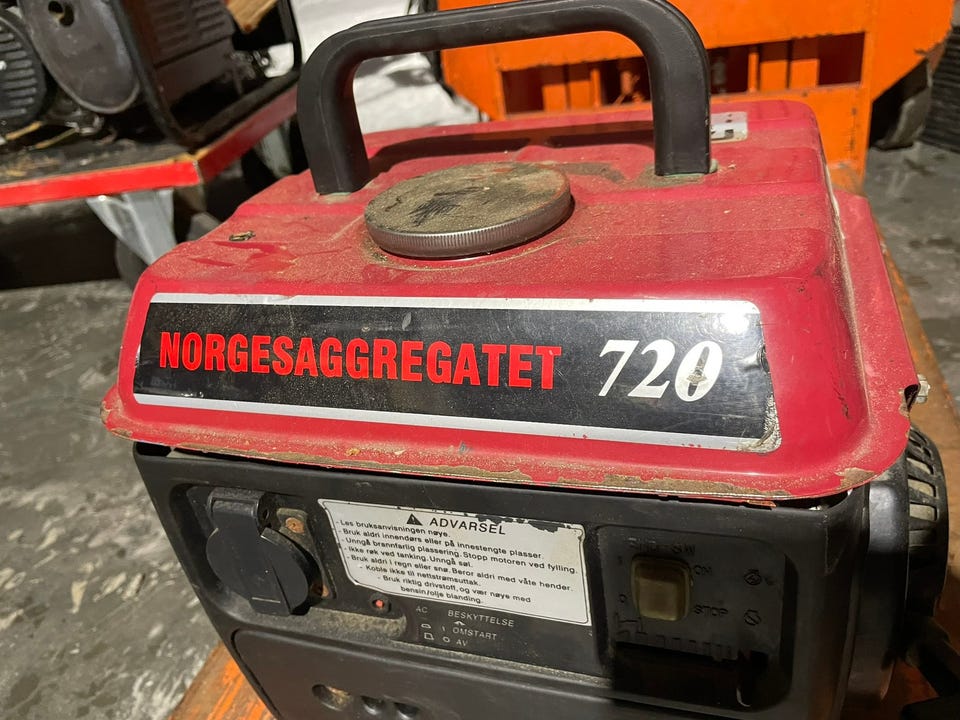 NORGESAGGREGATET 720
ADVARSEL
- Les bruksanvisningen nøye.
- Bruk aldri innendørs eller på innestengte plasser.
- Unngå brannfarlig plassering. Stopp motoren ved fylling.
- Ikke røk ved tanking. Unngå søl.
- Bruk aldri i regn eller snø. Berør aldri med våte hender.
- Koble ikke til nettstrømsuttak.
- Bruk riktig drivstoff, og vær nøye med
bensin/olje blanding.
AC BESKYTTELSE
OMSTART
AV
SW
ON
STOP